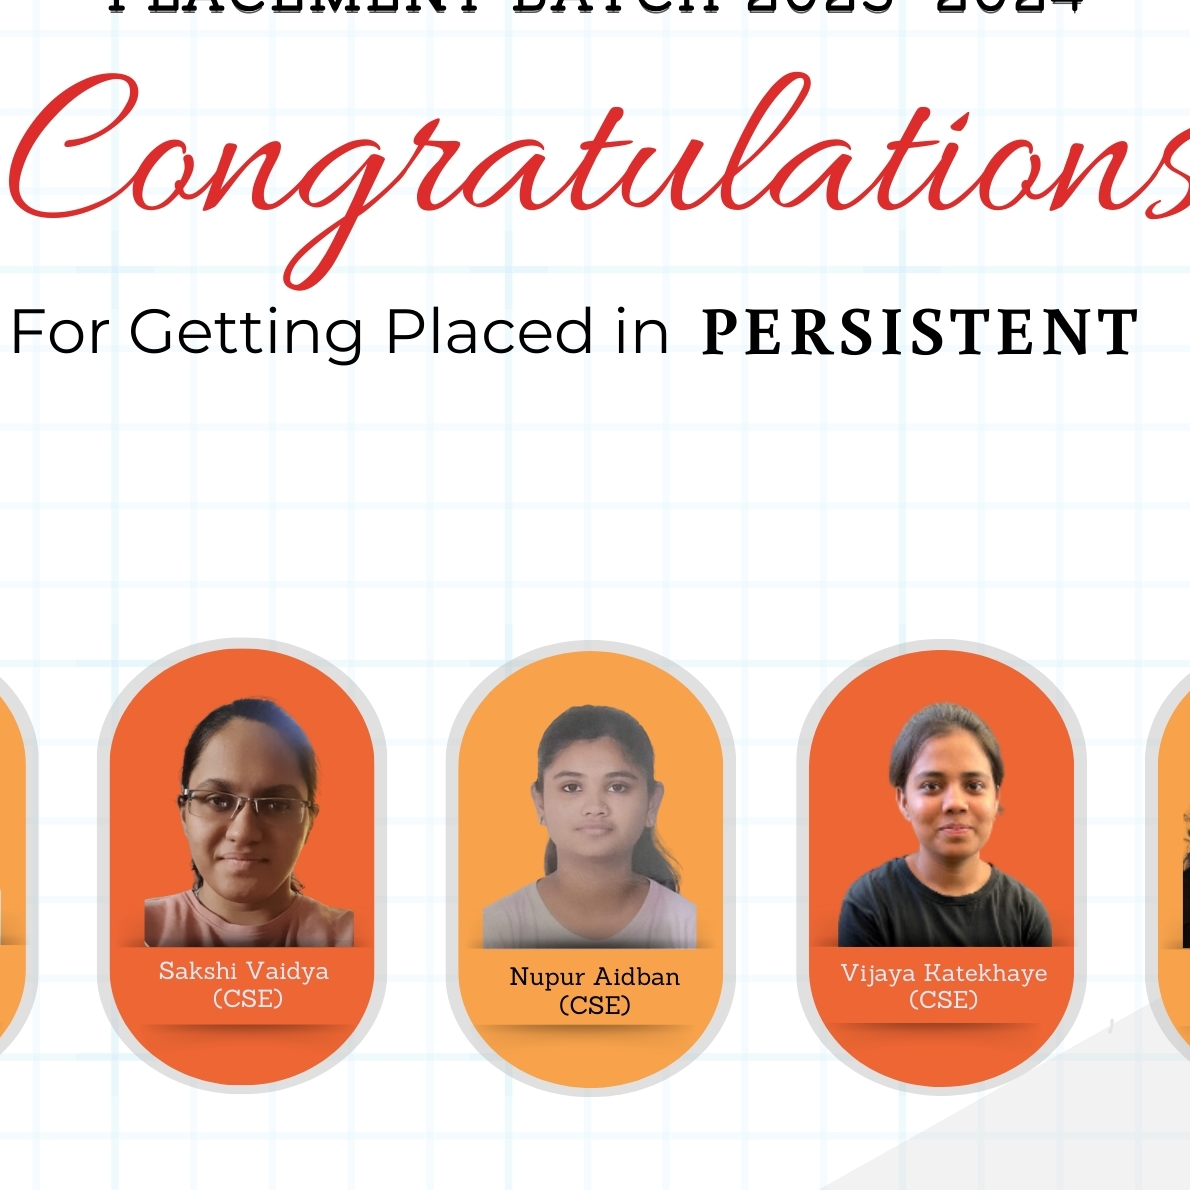 PLACEMENT BATCH 2023-2024
Congratulations
For Getting Placed in PERSISTENT
Sakshi Vaidya
(CSE)
Nupur Aidban
(CSE)
Vijaya Katekhaye
(CSE)